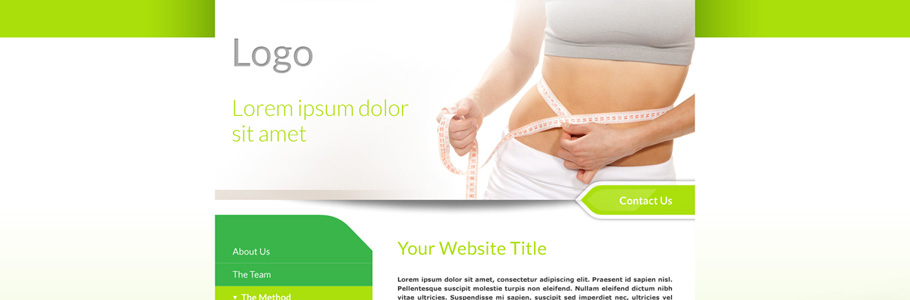 Logo
Lorem ipsum dolor
sit amet
Contact Us
About Us
The Team
The Method
Your Website Title
Lorem ipsum dolor sit amet, consectetur adipiscing elit. Praesent id sapien nisl.
Pellentesque suscipit molestie turpis non eleifend. Nullam eleifend dictum nibh
vitae ultricies. Suspendisse mi sapien, suscipit sed imperdiet nec, ultricies vel